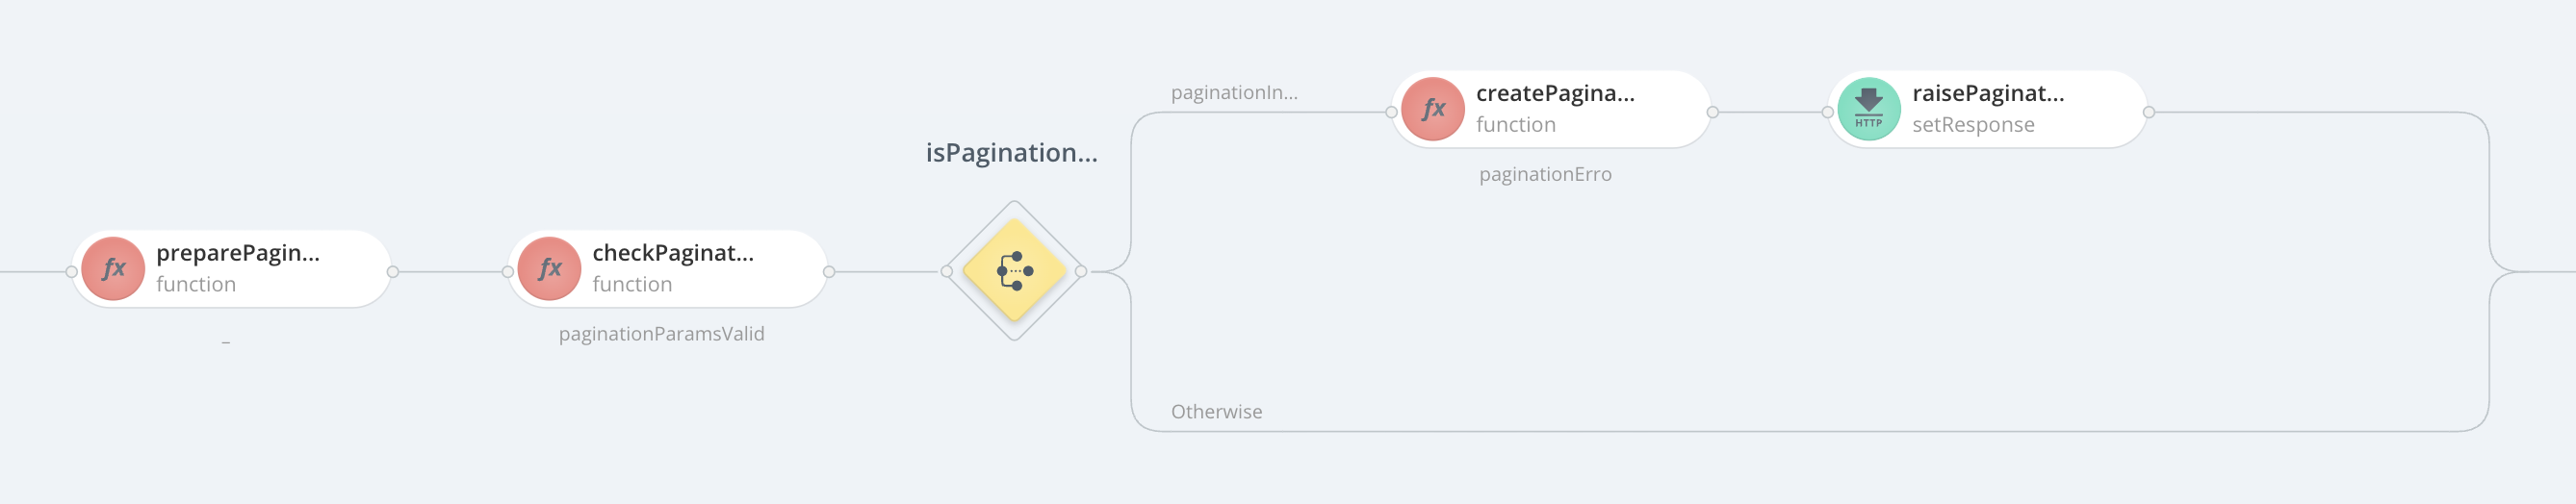 preparePagin...
function
_
checkPaginat...
function
paginationParamsValid
isPagination...
paginationIn...
createPagina...
function
paginationErro
raisePaginat...
setResponse
HTTP
fx
fx
fx
Otherwise